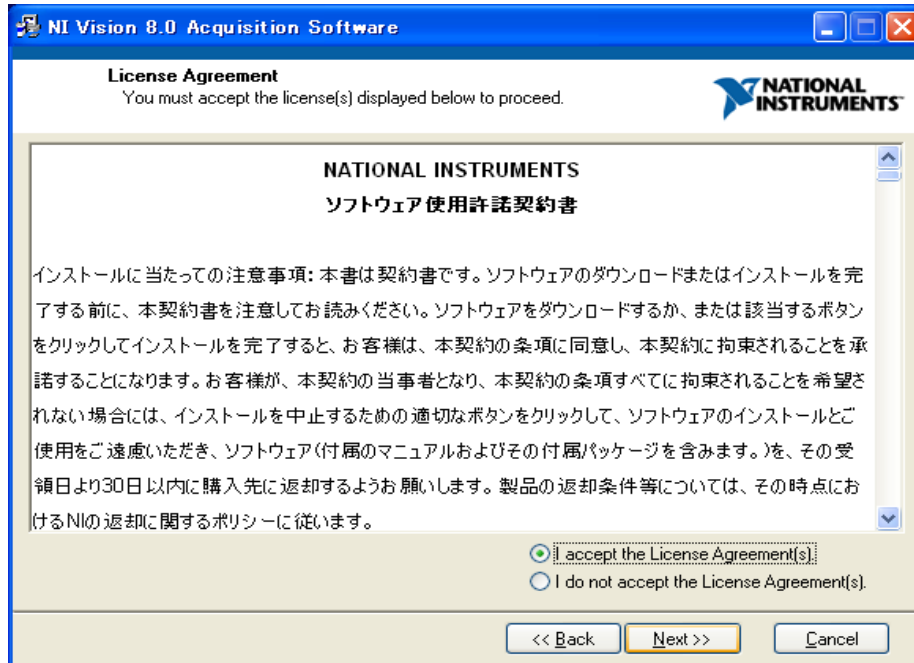 NI Vision 8.0 Acquisition Software
License Agreement
You must accept the license(s) displayed below to proceed.
NATIONAL
INSTRUMENTS™
NATIONAL INSTRUMENTS
ソフトウェア使用許諾契約書
インストールに当たっての注意事項: 本書は契約書です。ソフトウェアのダウンロードまたはインストールを完
了する前に、本契約書を注意してお読みください。ソフトウェアをダウンロードするか、または該当するボタン
をクリックしてインストールを完了すると、お客様は、本契約の条項に同意し、本契約に拘束されることを承
諾することになります。お客様が、本契約の当事者となり、本契約の条項すべてに拘束されることを希望さ
れない場合には、インストールを中止するための適切なボタンをクリックして、ソフトウェアのインストールとご
使用をご遠慮いただき、ソフトウェア(付属のマニュアルおよびその付属パッケージを含みます。)を、その受
領日より30日以内に購入先に返却するようお願いします。製品の返却条件等については、その時点にお
けるNIの返却に関するポリシーに従います。
I accept the License Agreement(s).
I do not accept the License Agreement(s).
<< Back
Next >>
Cancel